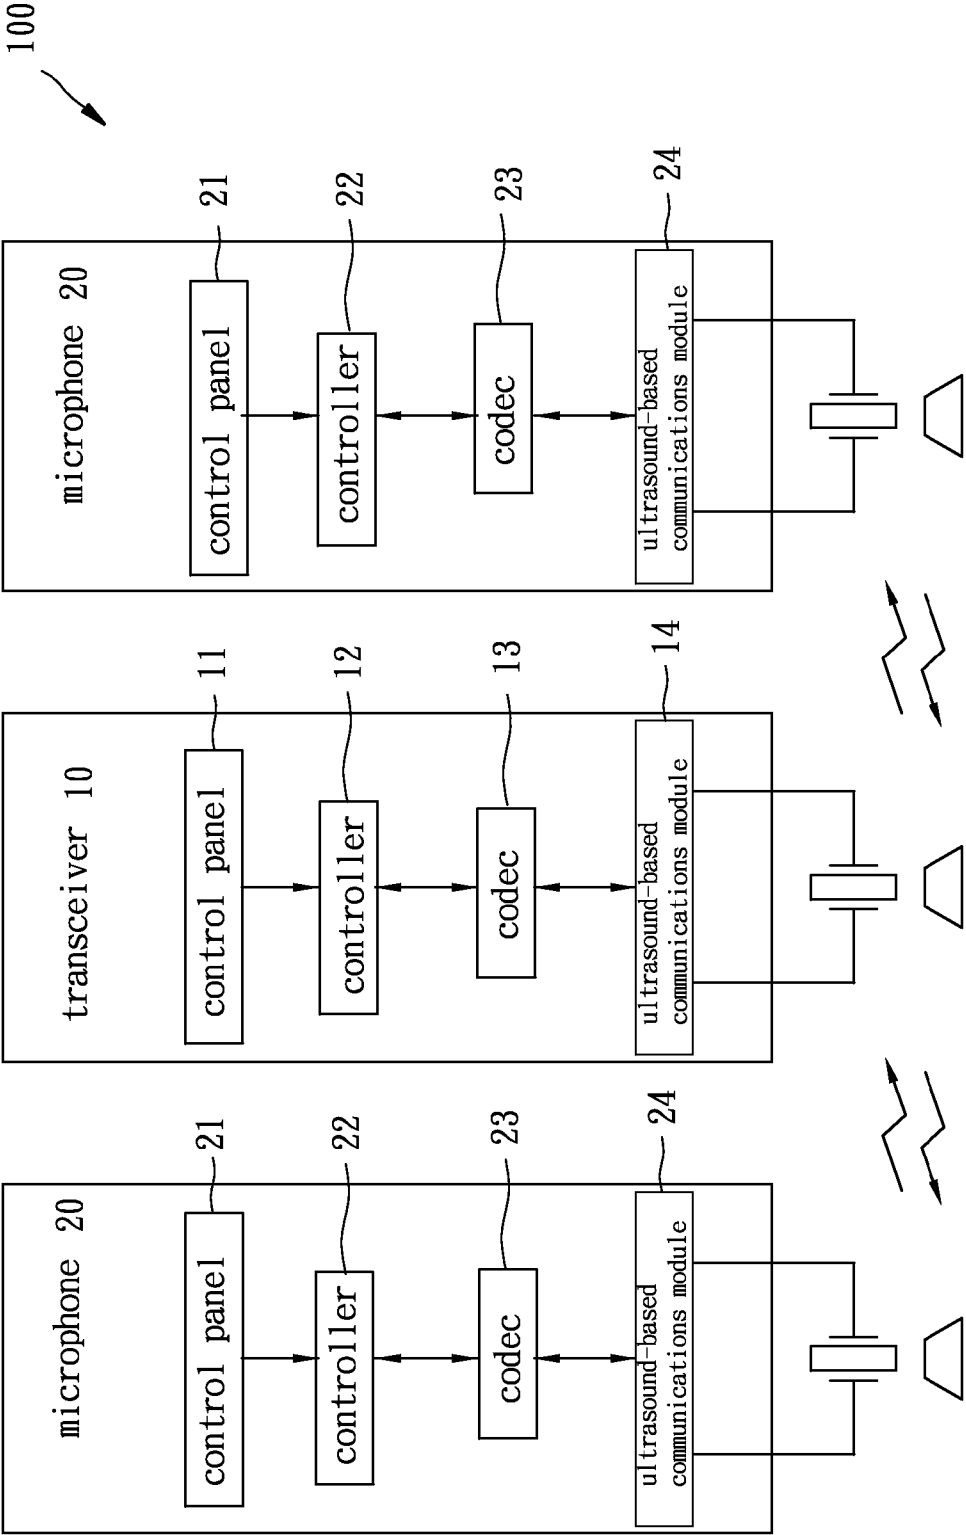 100
microphone 20
21
control panel
22
controller
23
codec
24
ultrasound-based
communications module
transceiver 10
11
control panel
12
controller
13
codec
14
ultrasound-based
communications module
microphone 20
21
control panel
22
controller
23
codec
24
ultrasound-based
communications module